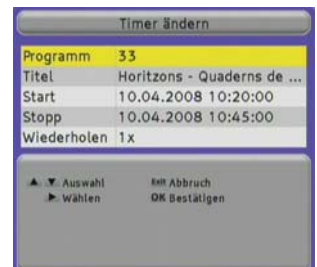 Timer ändern
Programm 33
Titel Horitzons - Quaderns de ...
Start 10.04.2008 10:20:00
Stopp 10.04.2008 10:45:00
Wiederholen 1x
▲ ▼ Auswahl Exit Abbruch
▶ Wählen OK Bestätigen